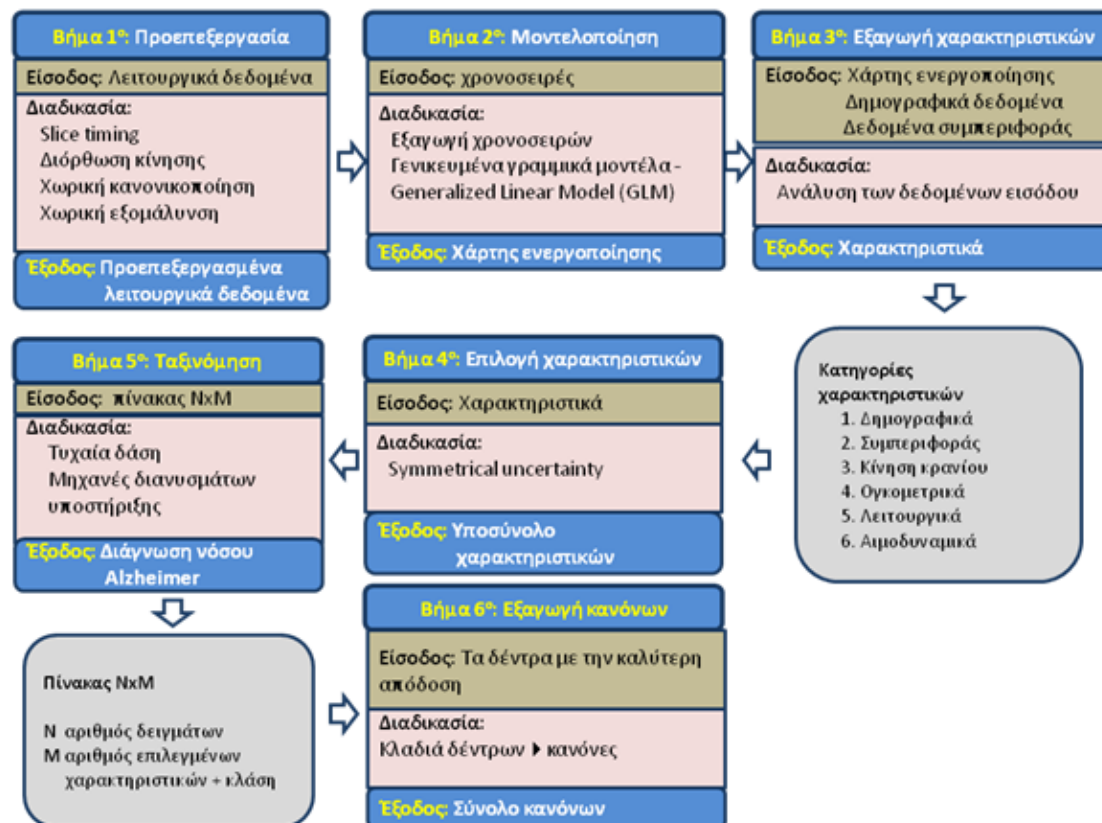 Βήμα 1º: Προεπεξεργασία
Είσοδος: Λειτουργικά δεδομένα
Διαδικασία:
Slice timing
Διόρθωση κίνησης
Χωρική κανονικοποίηση
Χωρική εξομάλυνση
Έξοδος: Προεπεξεργασμένα
λειτουργικά δεδομένα
Βήμα 2º: Μοντελοποίηση
Είσοδος: χρονοσειρές
Διαδικασία:
Εξαγωγή χρονοσειρών
Γενικευμένα γραμμικά μοντέλα -
Generalized Linear Model (GLM)
Έξοδος: Χάρτης ενεργοποίησης
Βήμα 3º: Εξαγωγή χαρακτηριστικών
Είσοδος: Χάρτης ενεργοποίησης
Δημογραφικά δεδομένα
Δεδομένα συμπεριφοράς
Διαδικασία:
Ανάλυση των δεδομένων εισόδου
Έξοδος: Χαρακτηριστικά
Κατηγορίες
χαρακτηριστικών
1. Δημογραφικά
2. Συμπεριφοράς
3. Κίνηση κρανίου
4. Ογκομετρικά
5. Λειτουργικά
6. Αιμοδυναμικά
Βήμα 4º: Επιλογή χαρακτηριστικών
Είσοδος: Χαρακτηριστικά
Διαδικασία:
Symmetrical uncertainty
Έξοδος: Υποσύνολο
χαρακτηριστικών
Βήμα 5º: Ταξινόμηση
Είσοδος: πίνακας NxM
Διαδικασία:
Τυχαία δάση
Μηχανές διανυσμάτων
υποστήριξης
Έξοδος: Διάγνωση νόσου
Alzheimer
Πίνακας NxM
N αριθμός δειγμάτων
M αριθμός επιλεγμένων
χαρακτηριστικών + κλάση
Βήμα 6º: Εξαγωγή κανόνων
Είσοδος: Τα δέντρα με την καλύτερη
απόδοση
Διαδικασία:
Κλαδιά δέντρων ▶ κανόνες
Έξοδος: Σύνολο κανόνων